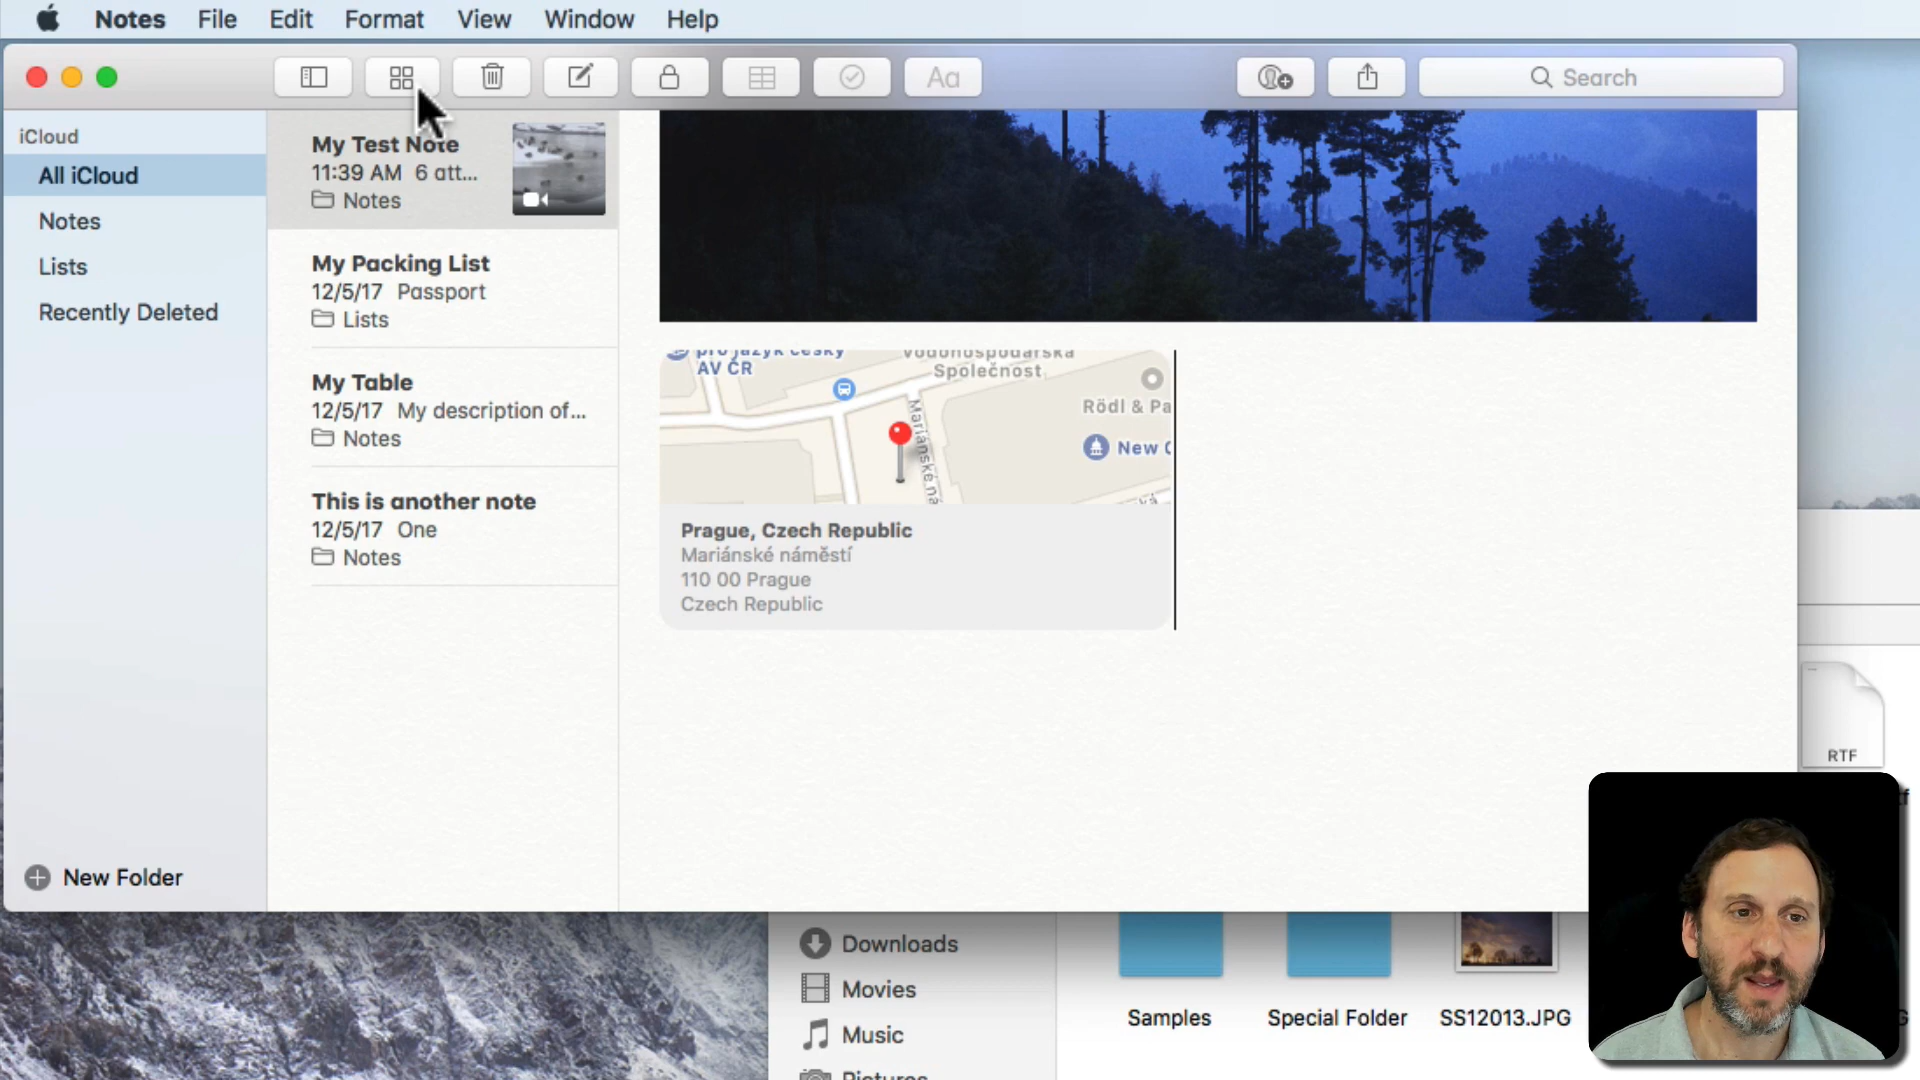 Notes File Edit Format View Window Help
Aa
Search
iCloud
All iCloud
Notes
Lists
Recently Deleted
New Folder
My Test Note
11:39 AM 6 att...
Notes
My Packing List
12/5/17 Passport
Lists
My Table
12/5/17 My description of...
Notes
This is another note
12/5/17 One
Notes
AV ČR
Společnost
Mariánské ná
Rödl & Pa
New
Prague, Czech Republic
Mariánské náměstí
110 00 Prague
Czech Republic
RTF
Downloads
Movies
Music
Samples
Special Folder
SS12013.JPG